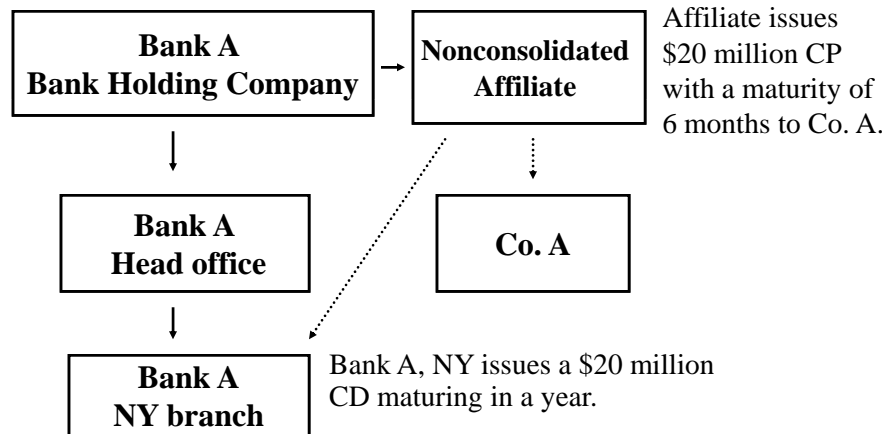 Bank A
Bank Holding Company
Nonconsolidated
Affiliate
Affiliate issues
$20 million CP
with a maturity of
6 months to Co. A.
Bank A
Head office
Co. A
Bank A
NY branch
Bank A, NY issues a $20 million
CD maturing in a year.